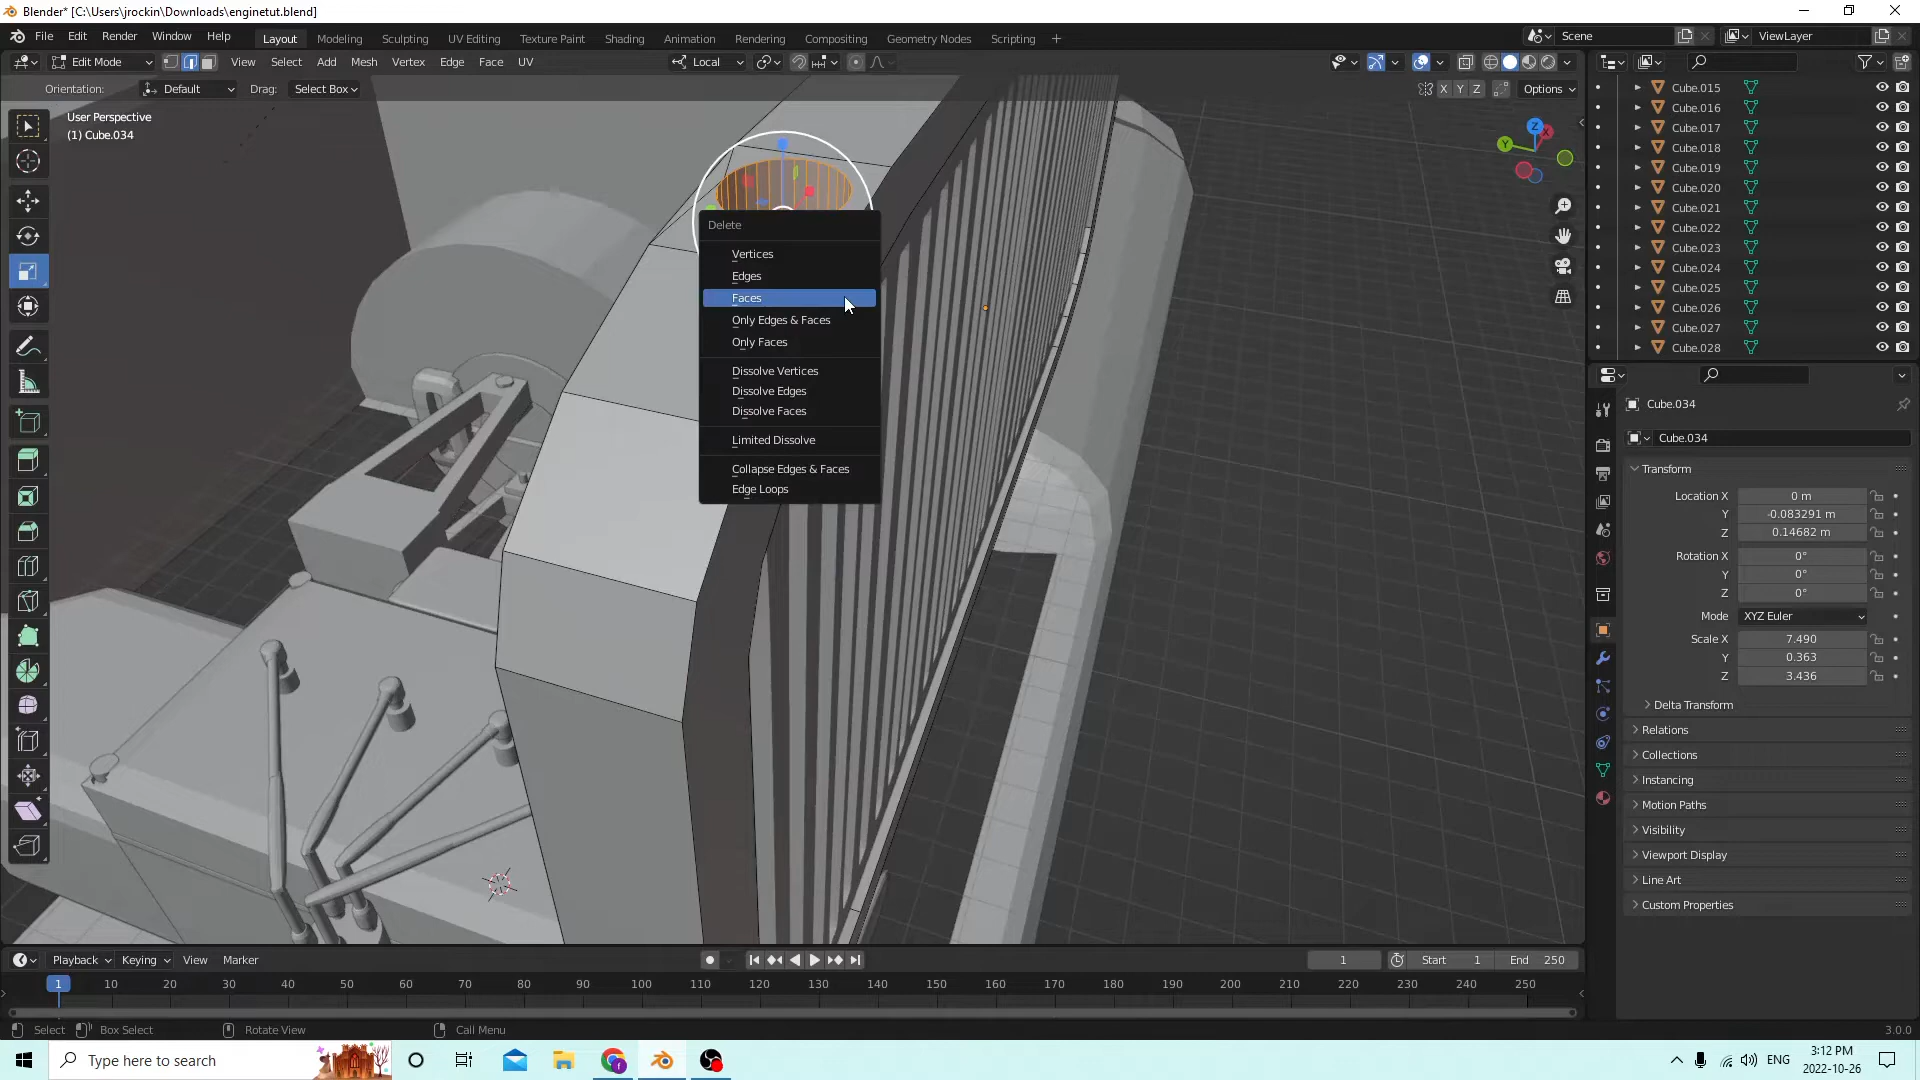 Blender* [C:\Users\jrockin\Downloads\enginetut.blend]
File Edit Render Window Help Layout Modeling Sculpting UV Editing Texture Paint Shading Animation Rendering Compositing Geometry Nodes Scripting + Scene ViewLayer
Edit Mode View Select Add Mesh Vertex Edge Face UV Local
Orientation: Default Drag: Select Box X Y Z Options
User Perspective
(1) Cube.034
Z
X
Y
Delete
Vertices
Edges
Faces
Only Edges & Faces
Only Faces
Dissolve Vertices
Dissolve Edges
Dissolve Faces
Limited Dissolve
Collapse Edges & Faces
Edge Loops
Cube.015
Cube.016
Cube.017
Cube.018
Cube.019
Cube.020
Cube.021
Cube.022
Cube.023
Cube.024
Cube.025
Cube.026
Cube.027
Cube.028
Cube.034
Cube.034
Transform
Location X 0 m
Y -0.083291 m
Z 0.14682 m
Rotation X 0°
Y 0°
Z 0°
Mode XYZ Euler
Scale X 7.490
Y 0.363
Z 3.436
Delta Transform
Relations
Collections
Instancing
Motion Paths
Visibility
Viewport Display
Line Art
Custom Properties
Playback Keying View Marker 1 Start 1 End 250
1 10 20 30 40 50 60 70 80 90 100 110 120 130 140 150 160 170 180 190 200 210 220 230 240 250
Select Box Select Rotate View Call Menu 3.0.0
Type here to search
ENG
3:12 PM
2022-10-26